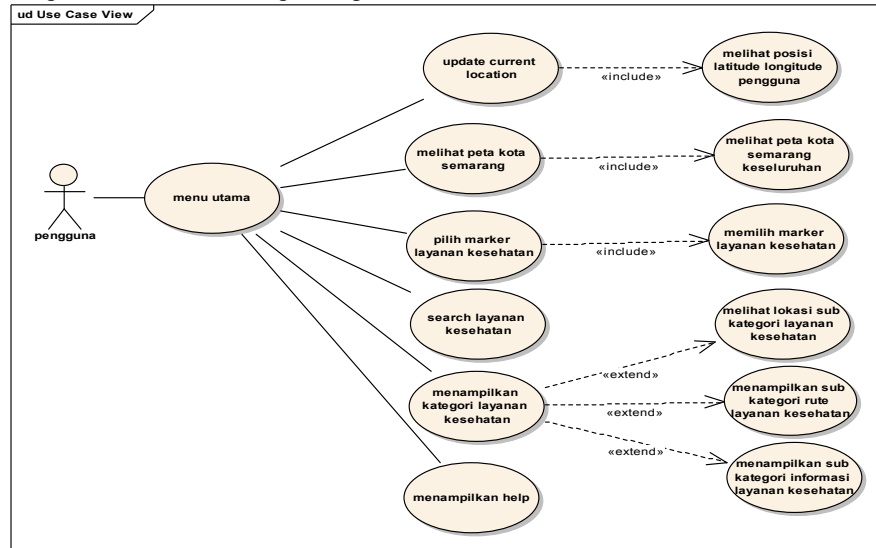 ud Use Case View
update current
location
«include»
melihat posisi
latitude longitude
pengguna
melihat peta kota
semarang
«include»
melihat peta kota
semarang
keseluruhan
pengguna
menu utama
pilih marker
layanan kesehatan
«include»
memilih marker
layanan kesehatan
search layanan
kesehatan
melihat lokasi sub
kategori layanan
kesehatan
menampilkan
kategori layanan
kesehatan
«extend»
«extend»
«extend»
menampilkan sub
kategori rute
layanan kesehatan
menampilkan sub
kategori informasi
layanan kesehatan
menampilkan help